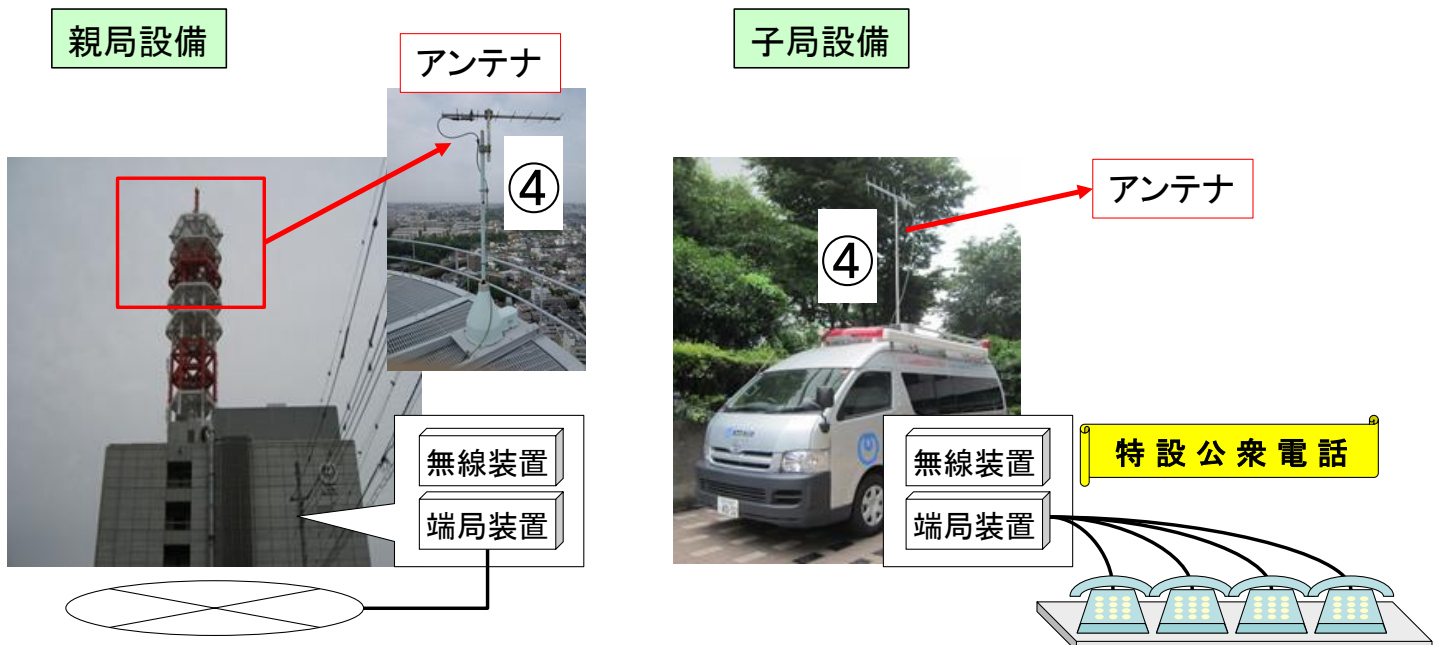 親局設備
アンテナ
④
無線装置
端局装置
子局設備
アンテナ
④
無線装置
端局装置
特設公衆電話